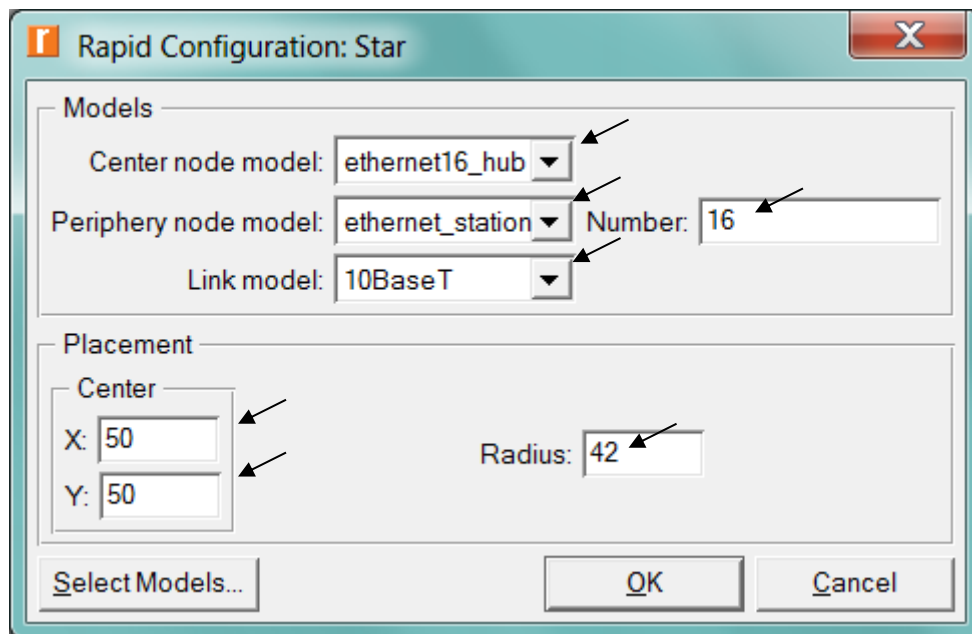 r Rapid Configuration: Star
Models
Center node model: ethernet16_hub
Periphery node model: ethernet_station Number: 16
Link model: 10BaseT
Placement
Center
X: 50
Radius: 42
Y: 50
Select Models... OK Cancel